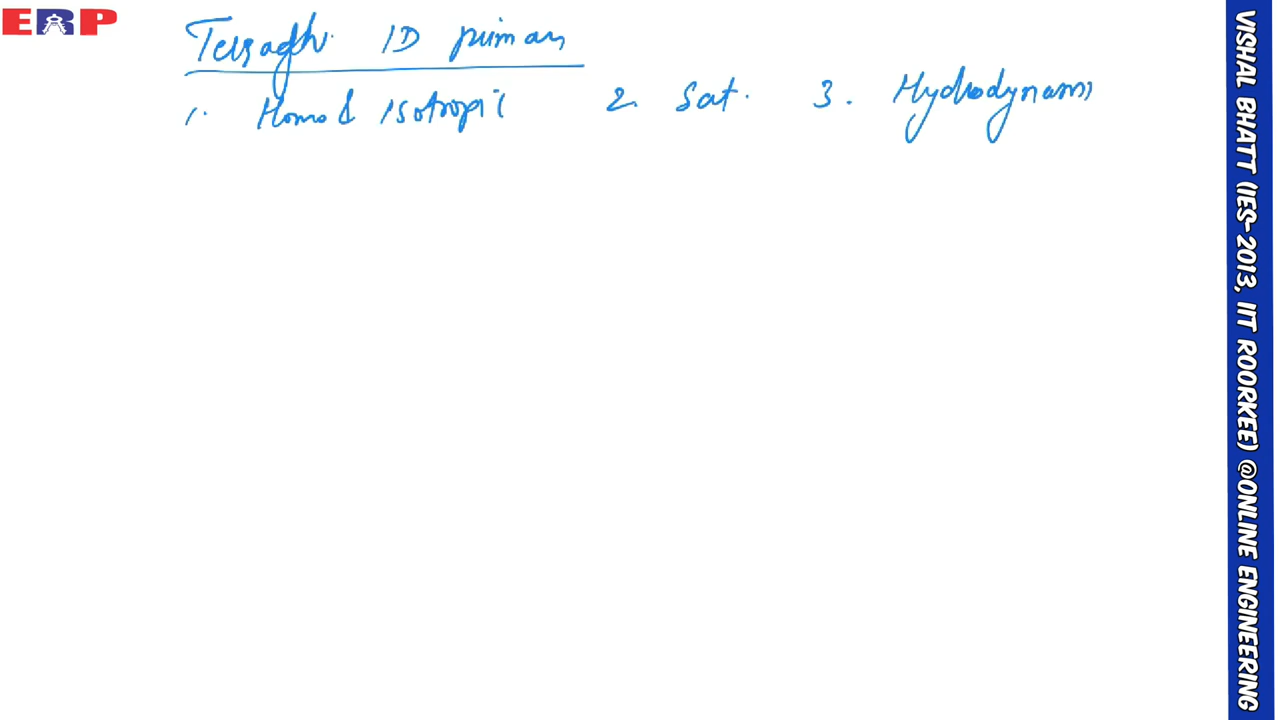 ERP
Terzaghi 1D primary
1. Homo & Isotropic 2. Sat. 3. Hydrodynamic
VISHAL BHATT (IES-2013, IIT ROORKEE) @ONLINE ENGINEERING